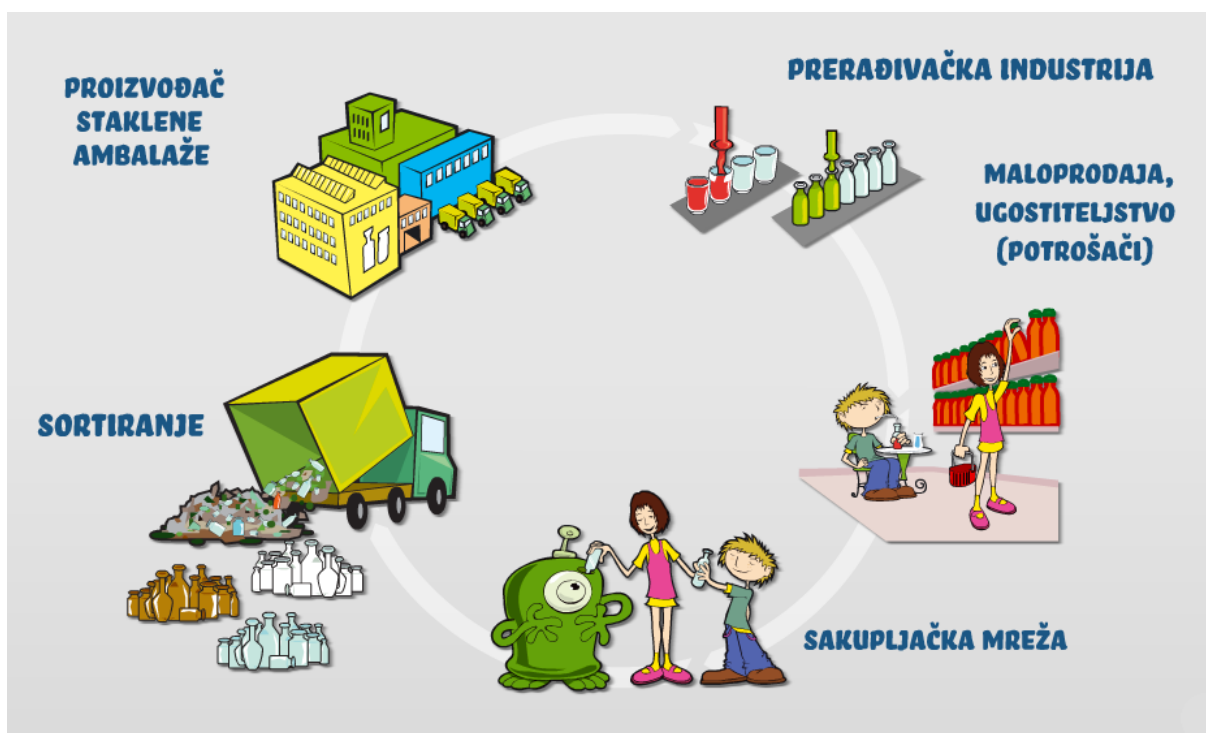 PROIZVOĐAČ
STAKLENE
AMBALAŽE
PRERAĐIVAČKA INDUSTRIJA
MALOPRODAJA,
UGOSTITELJSTVO
(POTROŠAČI)
SORTIRANJE
SAKUPLJAČKA MREŽA